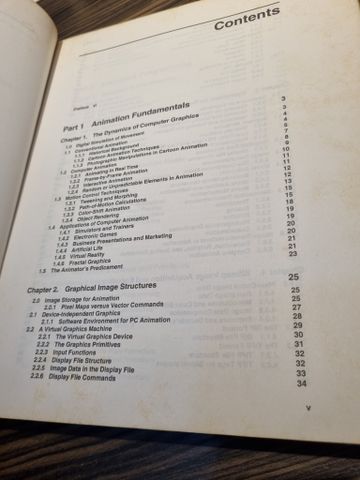 Contents
Preface vi
Part 1 Animation Fundamentals
Chapter 1. The Dynamics of Computer Graphics 3
1.0 Digital Simulation of Movement 3
1.1 Conventional Animation 4
1.1.1 Historical Background 4
1.1.2 Cartoon Animation Techniques 6
1.1.3 Photographic Manipulations in Cartoon Animation 7
1.2 Computer Animation 8
1.2.1 Animating in Real Time 9
1.2.2 Frame-by-Frame Animation 10
1.2.3 Interactive Animation 10
1.2.4 Random or Unpredictable Elements in Animation 11
1.3 Motion Control Techniques 11
1.3.1 Tweening and Morphing 12
1.3.2 Path-of-Motion Calculations 13
1.3.3 Color-Shift Animation 15
1.3.4 Object Rendering 15
1.4 Applications of Computer Animation 18
1.4.1 Simulators and Trainers 19
1.4.2 Electronic Games 19
1.4.3 Business Presentations and Marketing 20
1.4.4 Artificial Life 20
1.4.5 Virtual Reality 21
1.4.6 Fractal Graphics 21
1.5 The Animator's Predicament 23
Chapter 2. Graphical Image Structures 25
2.0 Image Storage for Animation 25
2.0.1 Pixel Maps versus Vector Commands 25
2.1 Device-Independent Graphics 27
2.1.1 Software Environment for PC Animation 28
2.2 A Virtual Graphics Machine 29
2.2.1 The Virtual Graphics Device 30
2.2.2 The Graphics Primitives 31
2.2.3 Input Functions 32
2.2.4 Display File Structure 32
2.2.5 Image Data in the Display File 33
2.2.6 Display File Commands 34
v